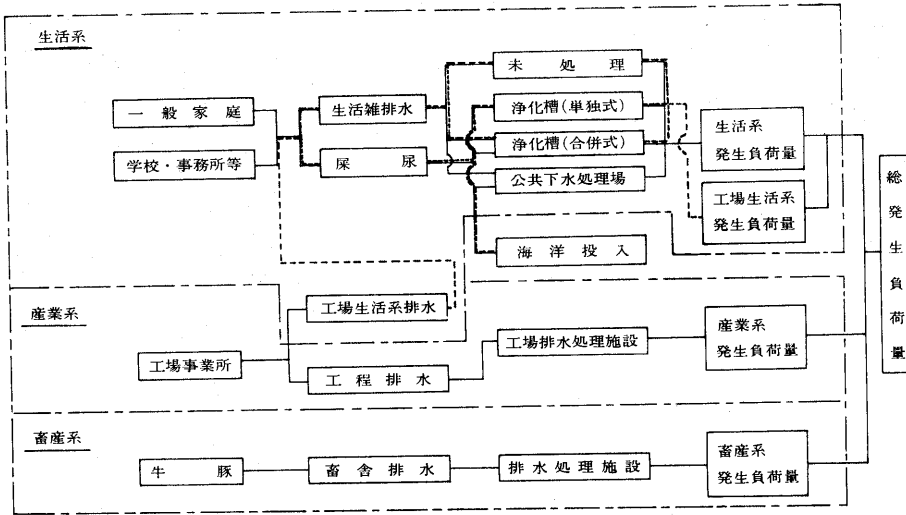 生活系
一般家庭
学校・事務所等
生活雑排水
屎尿
未処理
浄化槽(単独式)
浄化槽(合併式)
公共下水処理場
海洋投入
生活系
発生負荷量
工場生活系
発生負荷量
総発生負荷量
産業系
工場事業所
工場生活系排水
工程排水
工場排水処理施設
産業系
発生負荷量
畜産系
牛豚
畜舎排水
排水処理施設
畜産系
発生負荷量